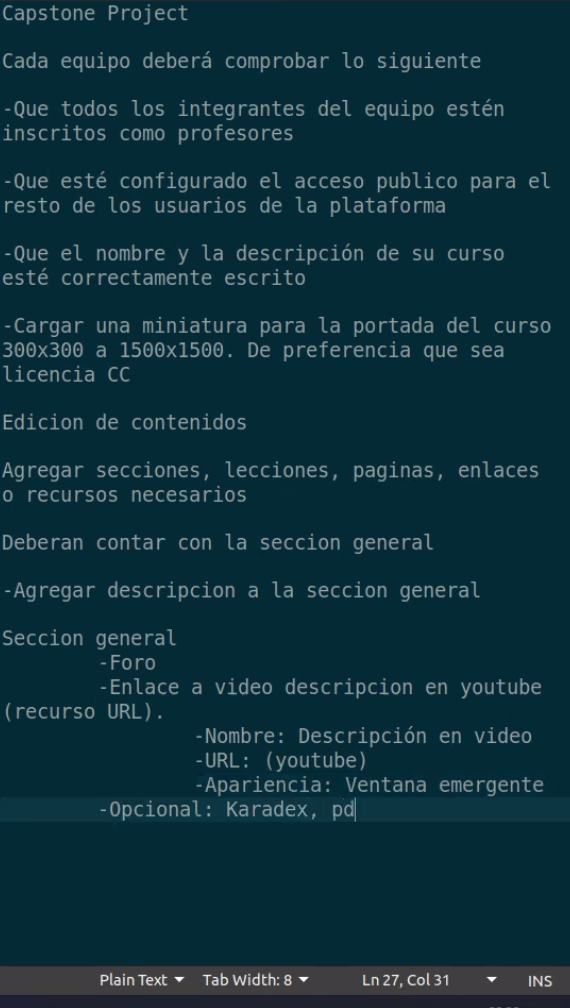 Capstone Project
Cada equipo deberá comprobar lo siguiente
-Que todos los integrantes del equipo estén
inscritos como profesores
-Que esté configurado el acceso publico para el
resto de los usuarios de la plataforma
-Que el nombre y la descripción de su curso
esté correctamente escrito
-Cargar una miniatura para la portada del curso
300x300 a 1500x1500. De preferencia que sea
licencia CC
Edicion de contenidos
Agregar secciones, lecciones, paginas, enlaces
o recursos necesarios
Deberan contar con la seccion general
-Agregar descripcion a la seccion general
Seccion general
-Foro
-Enlace a video descripcion en youtube
(recurso URL).
-Nombre: Descripción en video
-URL: (youtube)
-Apariencia: Ventana emergente
-Opcional: Karadex, pd
Plain Text Tab Width: 8 Ln 27, Col 31 INS